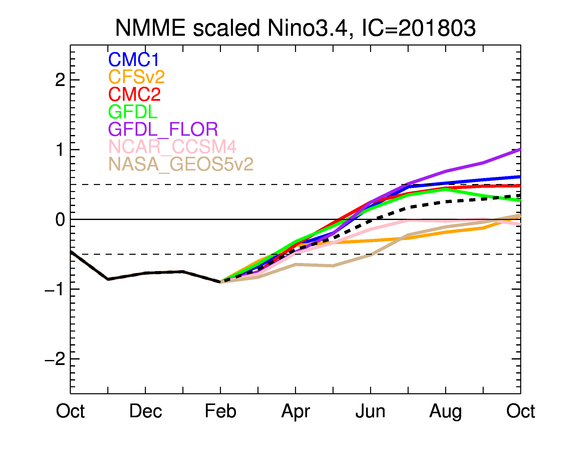 NMME scaled Nino3.4, IC=201803
CMC1
CFSv2
CMC2
GFDL
GFDL_FLOR
NCAR_CCSM4
NASA_GEOS5v2
2
1
0
−1
−2
Oct Dec Feb Apr Jun Aug Oct